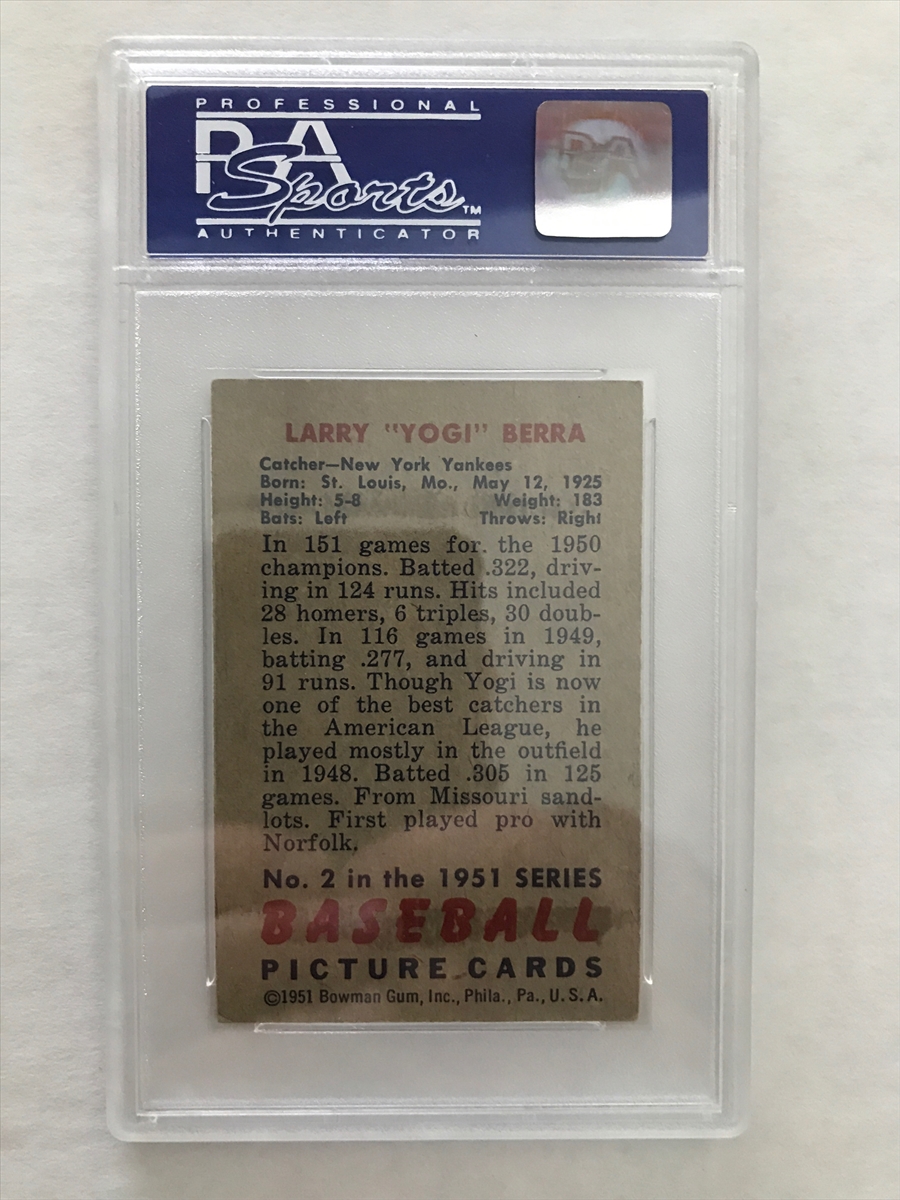 PROFESSIONAL
PSA
Sports™
AUTHENTICATOR
PSA
LARRY "YOGI" BERRA
Catcher—New York Yankees
Born: St. Louis, Mo., May 12, 1925
Height: 5-8 Weight: 183
Bats: Left Throws: Right
In 151 games for the 1950
champions. Batted .322, driv-
ing in 124 runs. Hits included
28 homers, 6 triples, 30 doub-
les. In 116 games in 1949,
batting .277, and driving in
91 runs. Though Yogi is now
one of the best catchers in
the American League, he
played mostly in the outfield
in 1948. Batted .305 in 125
games. From Missouri sand-
lots. First played pro with
Norfolk.
No. 2 in the 1951 SERIES
BASEBALL
PICTURE CARDS
©1951 Bowman Gum, Inc., Phila., Pa., U. S. A.